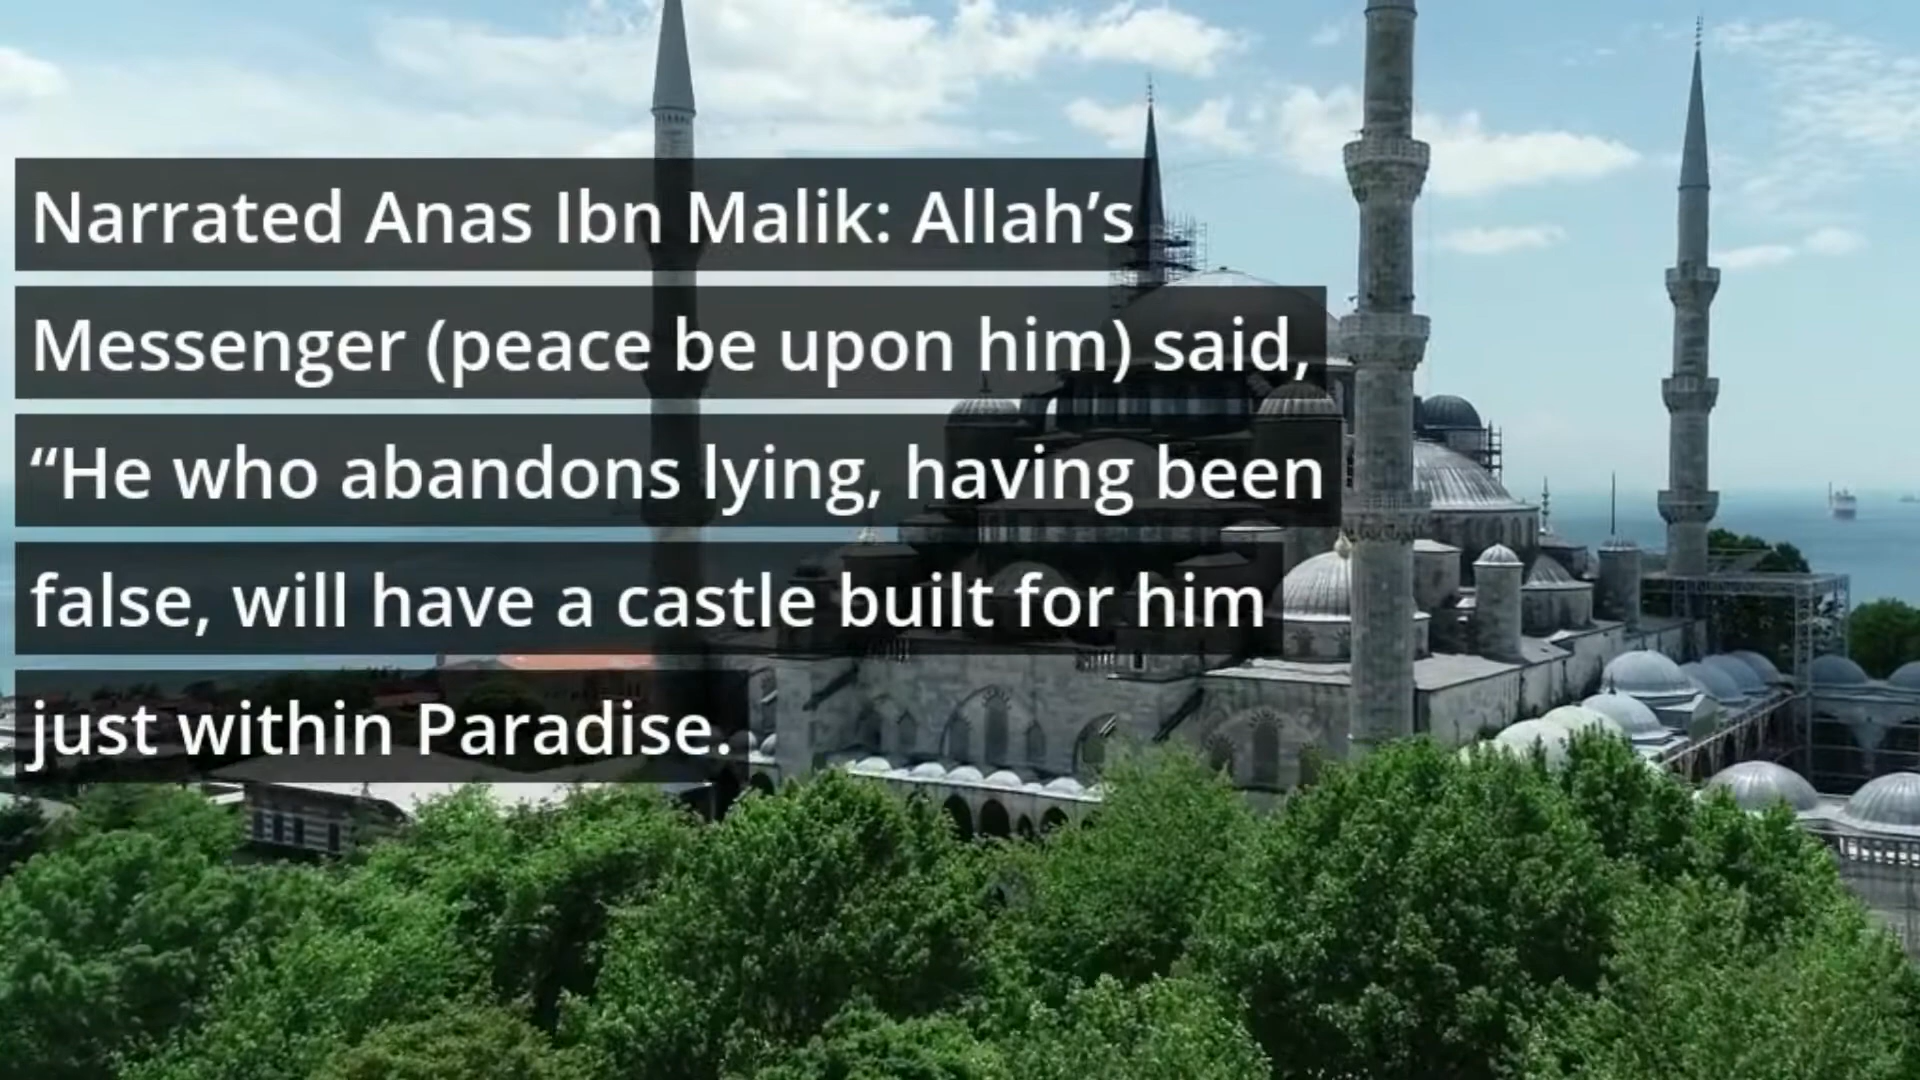 Narrated Anas Ibn Malik: Allah’s
Messenger (peace be upon him) said,
“He who abandons lying, having been
false, will have a castle built for him
just within Paradise.